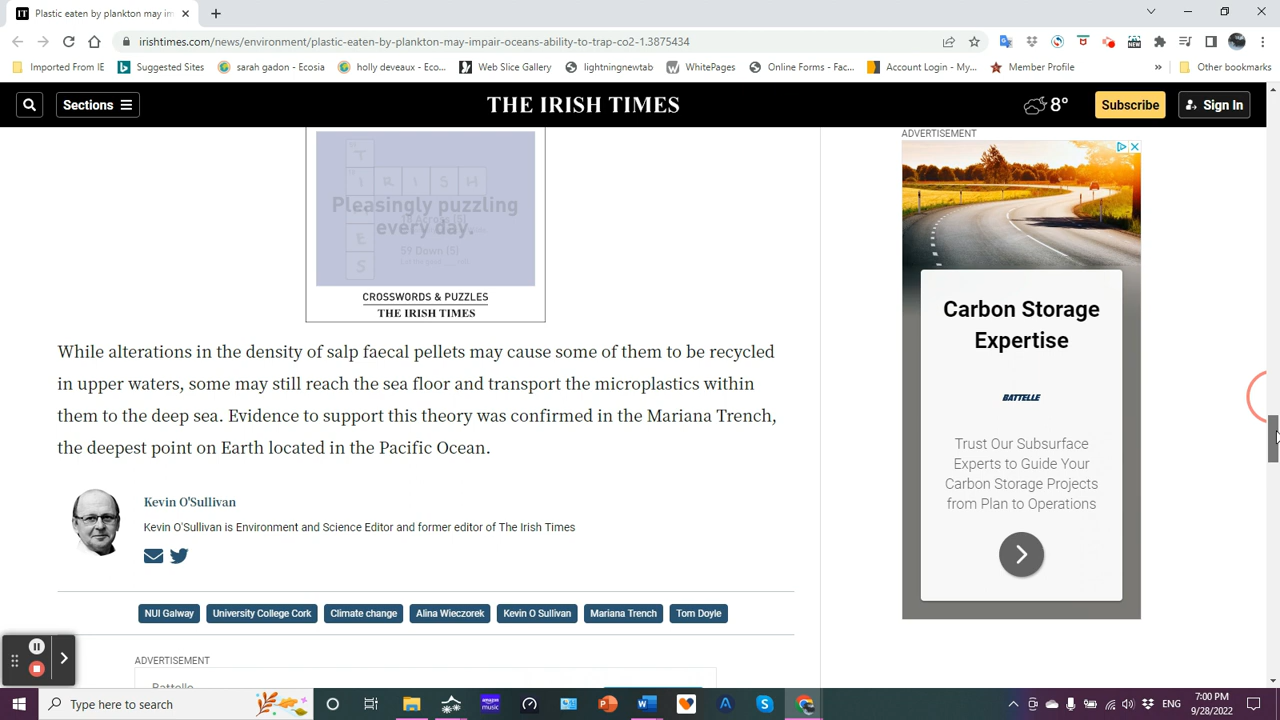 Plastic eaten by plankton may im
irishtimes.com/news/environment/plastic-eaten-by-plankton-may-impair-oceans-ability-to-trap-co2-1.3875434
Imported From IE Suggested Sites sarah gadon - Ecosia holly deveaux - Eco... Web Slice Gallery lightningnewtab WhitePages Online Forms - Fac... Account Login - My... Member Profile » Other bookmarks
Sections THE IRISH TIMES 8° Subscribe Sign In
ADVERTISEMENT
T
I R I S H
Pleasingly puzzling
every day.
E
59 Down (5)
S
CROSSWORDS & PUZZLES
THE IRISH TIMES
While alterations in the density of salp faecal pellets may cause some of them to be recycled
in upper waters, some may still reach the sea floor and transport the microplastics within
them to the deep sea. Evidence to support this theory was confirmed in the Mariana Trench,
the deepest point on Earth located in the Pacific Ocean.
Kevin O'Sullivan
Kevin O'Sullivan is Environment and Science Editor and former editor of The Irish Times
NUI Galway University College Cork Climate change Alina Wieczorek Kevin O Sullivan Mariana Trench Tom Doyle
ADVERTISEMENT
Battelle
Carbon Storage
Expertise
BATTELLE
Trust Our Subsurface
Experts to Guide Your
Carbon Storage Projects
from Plan to Operations
Type here to search
amazon music
7:00 PM
9/28/2022